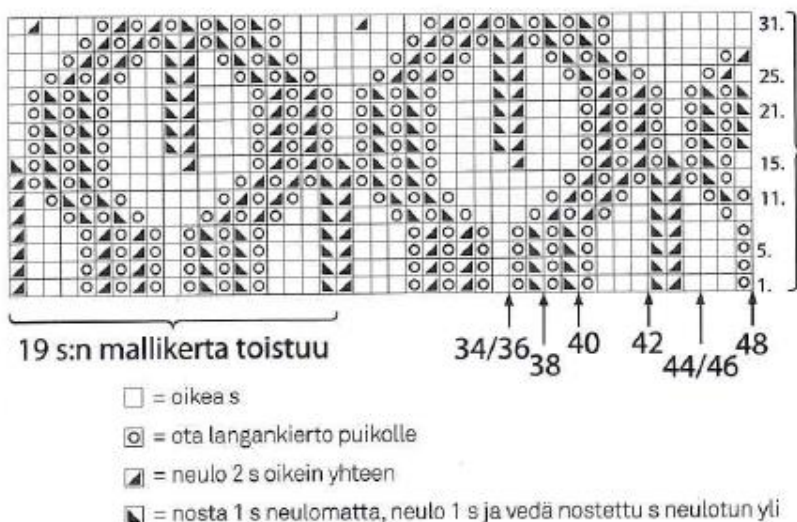 31.
25.
21.
15.
11.
5.
1.
19 s:n mallikerta toistuu
34/36 38 40 42 44/46 48
= oikea s
= ota langankierto puikolle
= neulo 2 s oikein yhteen
= nosta 1 s neulomatta, neulo 1 s ja vedä nostettu s neulotun yli